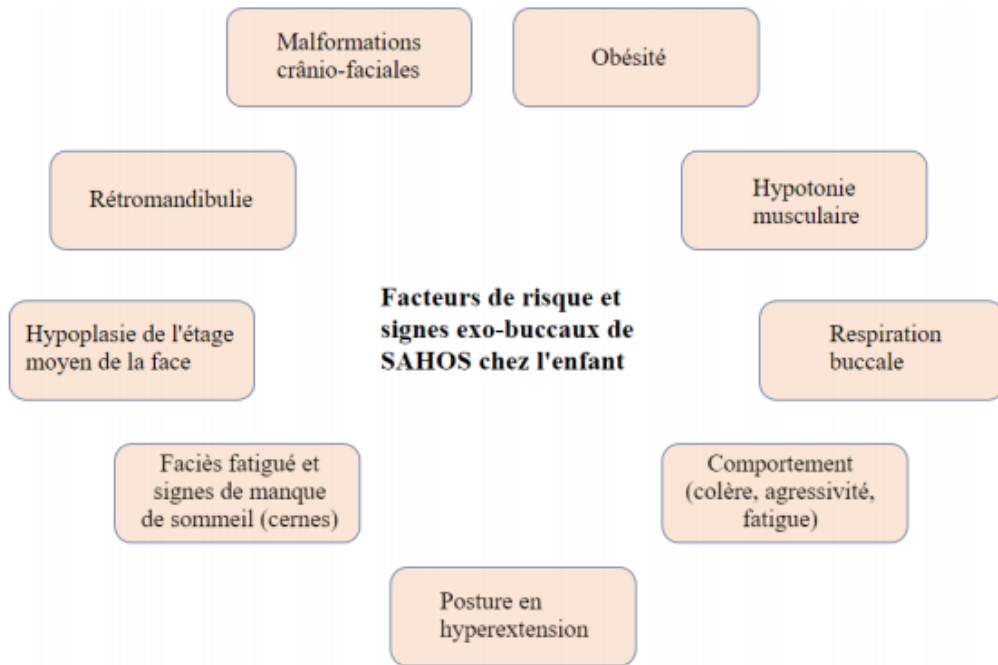 Malformations
crânio-faciales
Obésité
Rétromandibulie
Hypotonie
musculaire
Facteurs de risque et
signes exo-buccaux de
SAHOS chez l'enfant
Hypoplasie de l'étage
moyen de la face
Respiration
buccale
Faciès fatigué et
signes de manque
de sommeil (cernes)
Comportement
(colère, agressivité,
fatigue)
Posture en
hyperextension